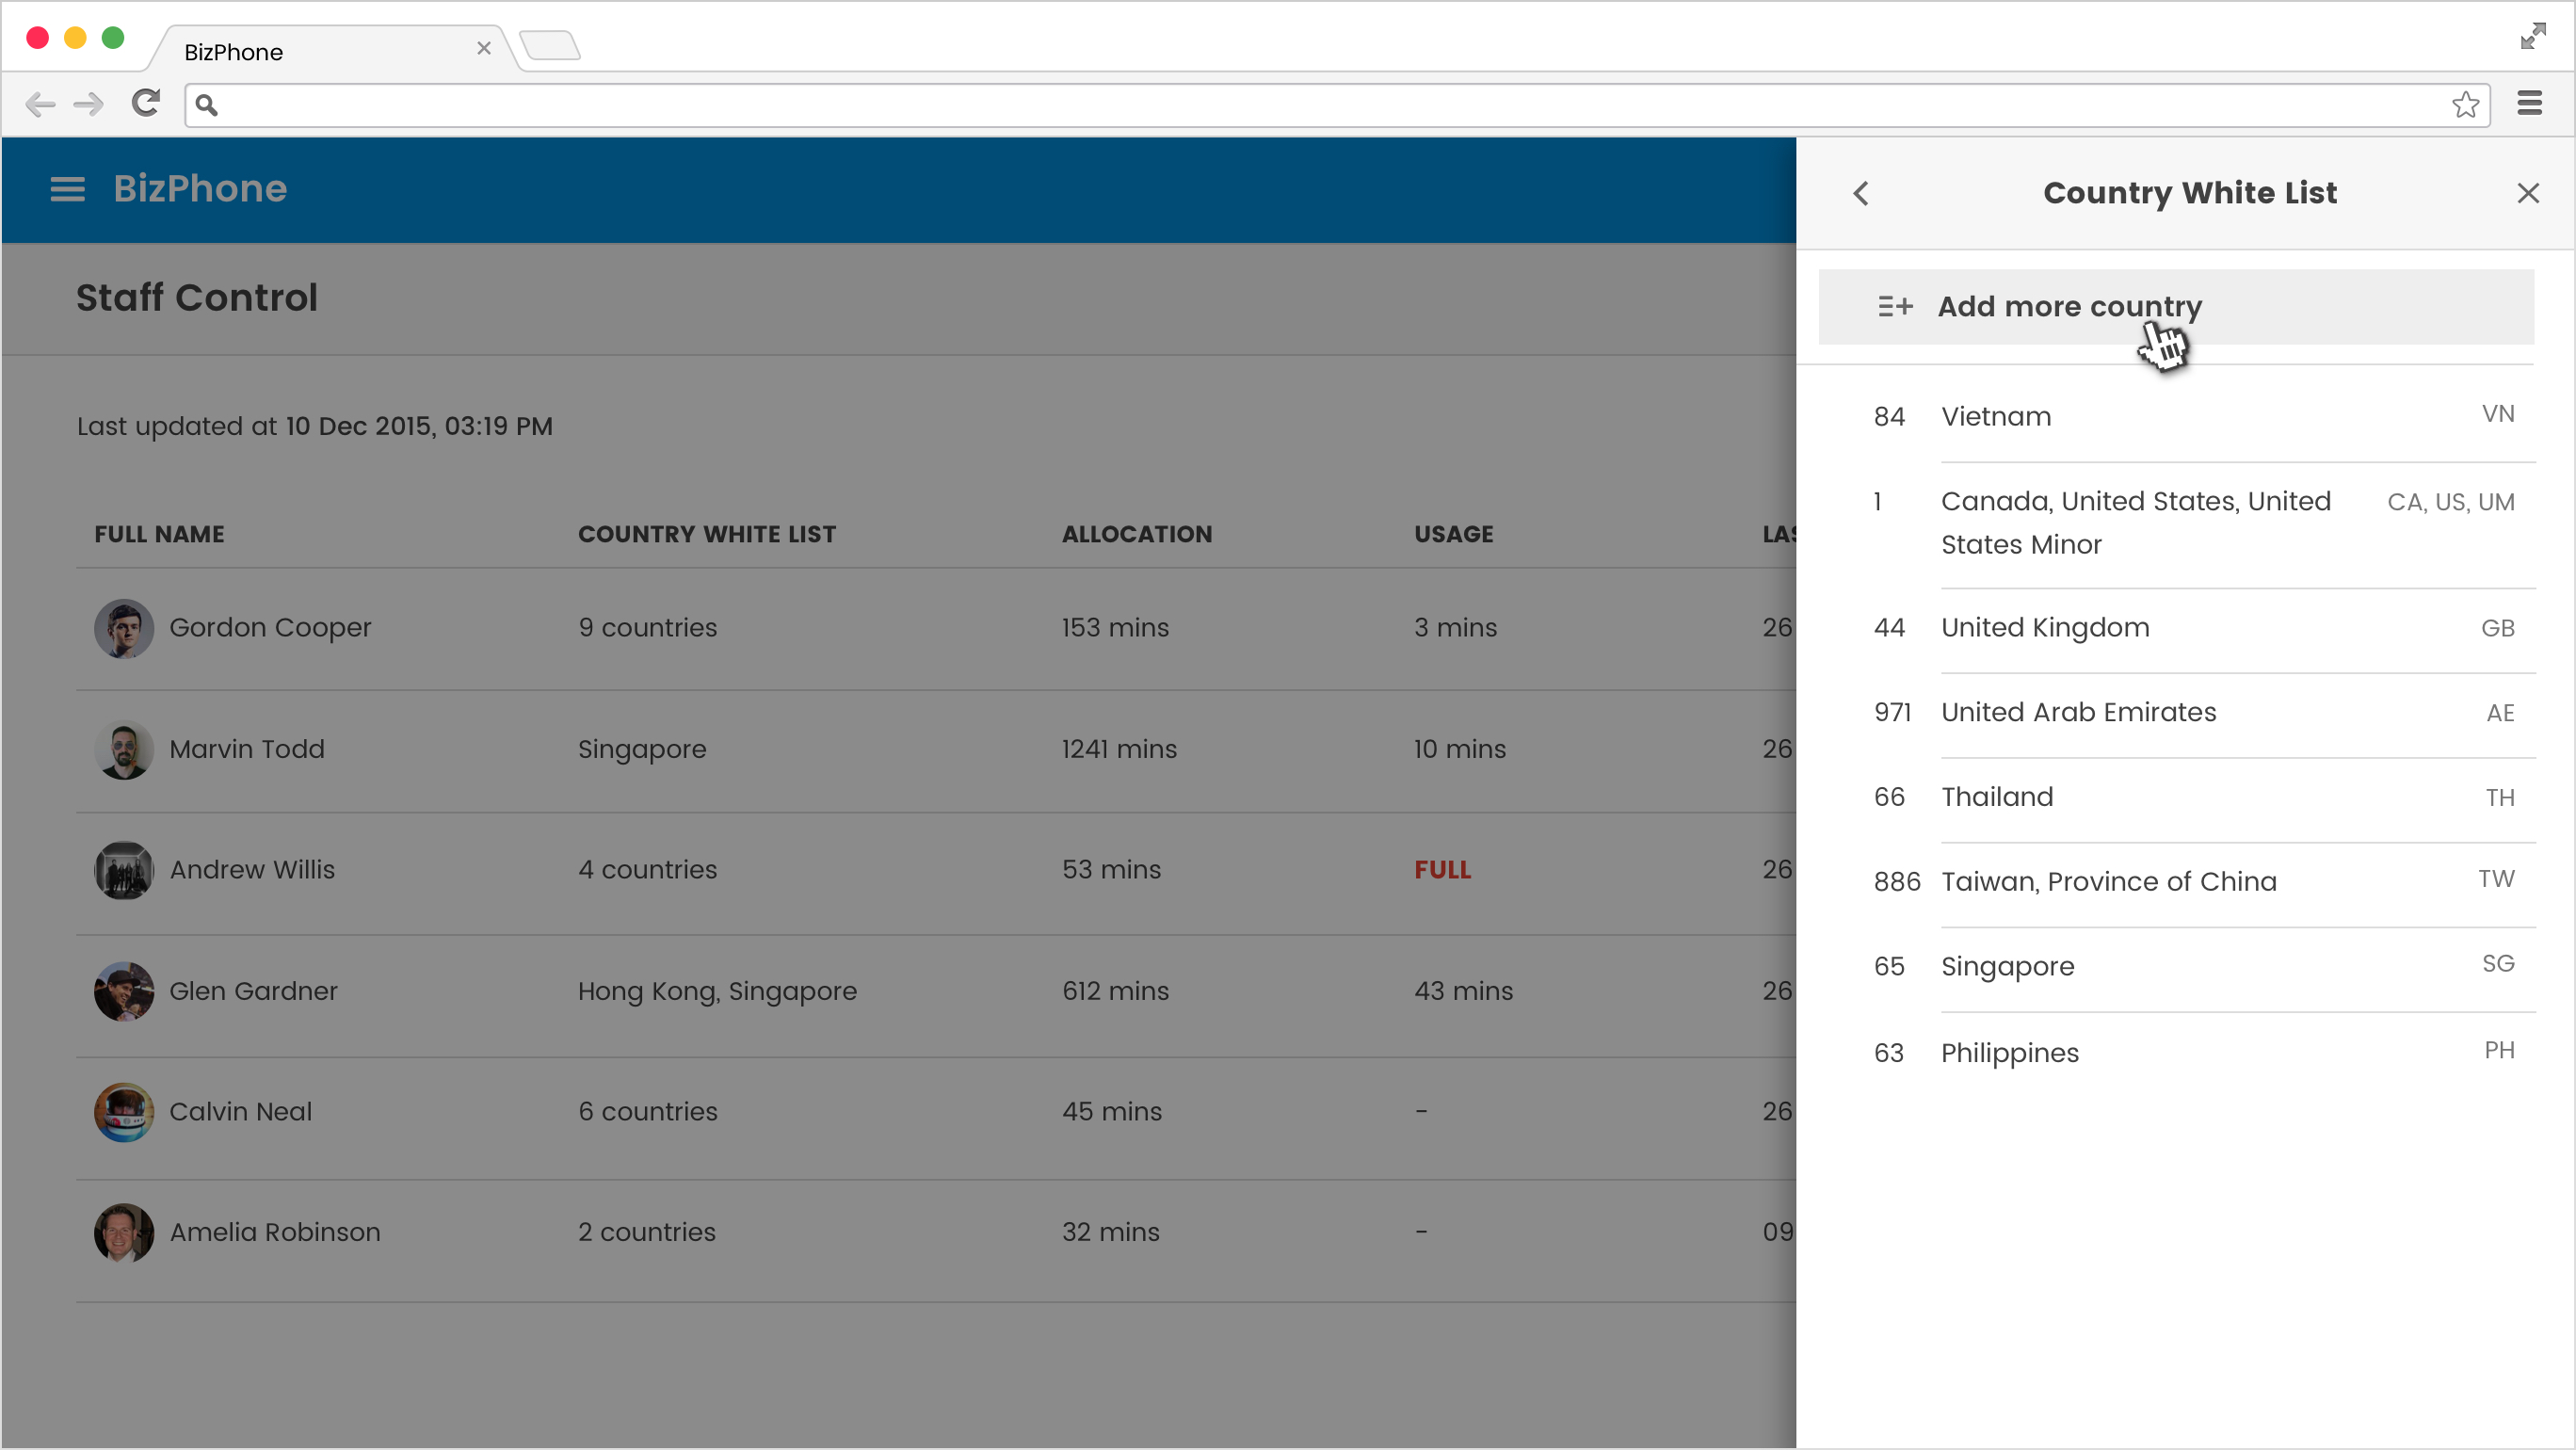 BizPhone
BizPhone
Staff Control
Last updated at 10 Dec 2015, 03:19 PM
FULL NAME COUNTRY WHITE LIST ALLOCATION USAGE LAS
Gordon Cooper 9 countries 153 mins 3 mins 26
Marvin Todd Singapore 1241 mins 10 mins 26
Andrew Willis 4 countries 53 mins FULL 26
Glen Gardner Hong Kong, Singapore 612 mins 43 mins 26
Calvin Neal 6 countries 45 mins - 26
Amelia Robinson 2 countries 32 mins - 09
Country White List
Add more country
84 Vietnam VN
1 Canada, United States, United CA, US, UM
States Minor
44 United Kingdom GB
971 United Arab Emirates AE
66 Thailand TH
886 Taiwan, Province of China TW
65 Singapore SG
63 Philippines PH